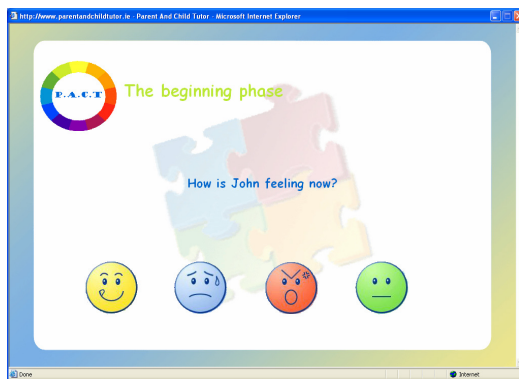 http://www.parentandchildtutor.ie - Parent And Child Tutor - Microsoft Internet Explorer
P.A.C.T
The beginning phase
How is John feeling now?
Done
Internet